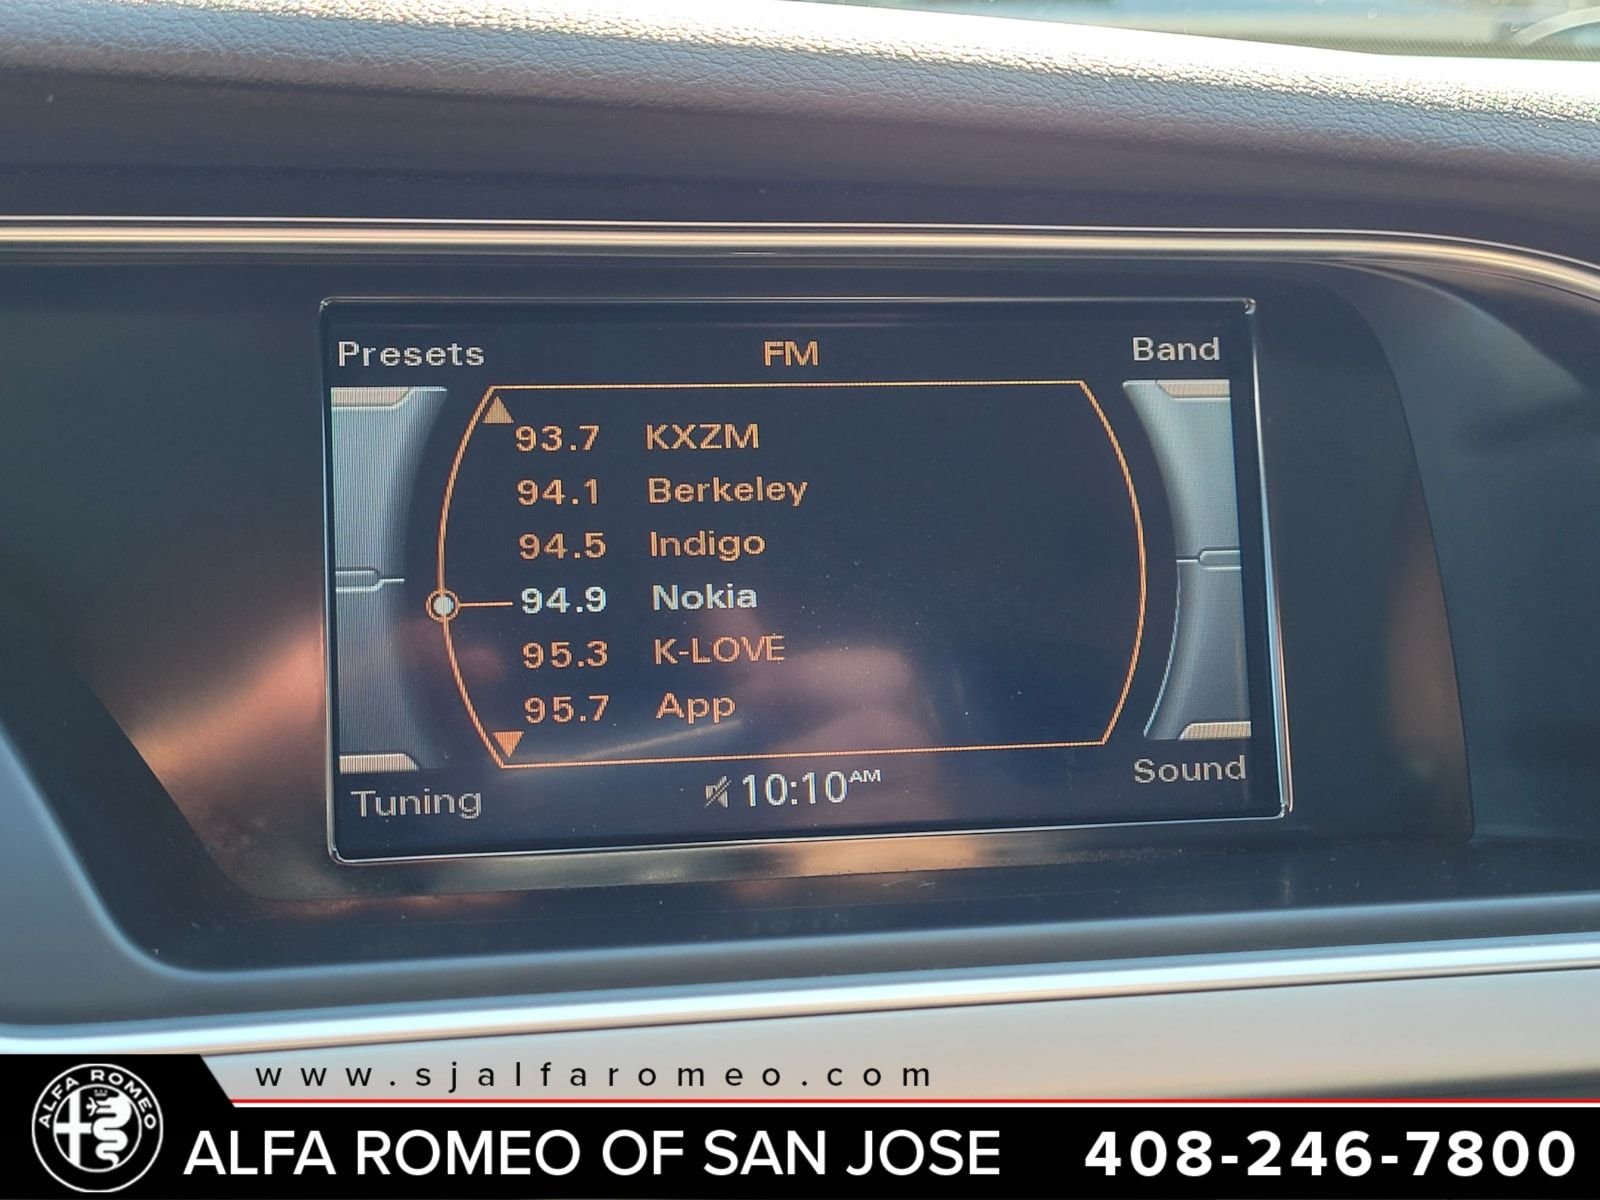 Presets FM Band
93.7 KXZM
94.1 Berkeley
94.5 Indigo
94.9 Nokia
95.3 K-LOVE
95.7 App
Tuning 10:10AM Sound
www.sjalfaromeo.com
ALFA ROMEO
ALFA ROMEO OF SAN JOSE 408-246-7800